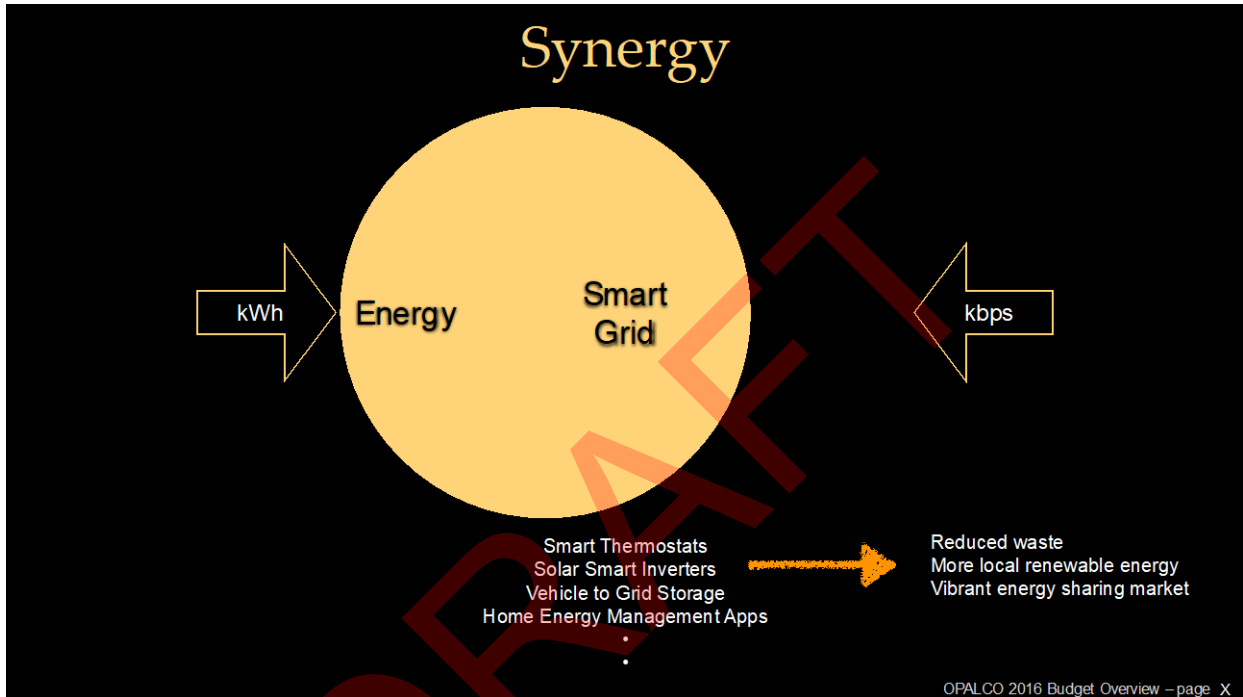 Synergy
kWh
Energy
Smart
Grid
kbps
Smart Thermostats
Solar Smart Inverters
Vehicle to Grid Storage
Home Energy Management Apps
•
•
Reduced waste
More local renewable energy
Vibrant energy sharing market
DRAFT
OPALCO 2016 Budget Overview – page X